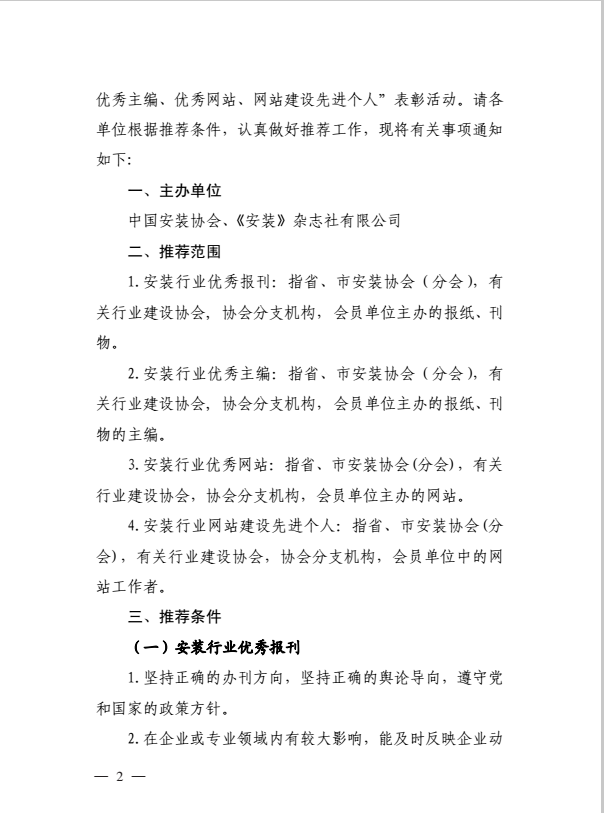 优秀主编、优秀网站、网站建设先进个人”表彰活动。请各
单位根据推荐条件，认真做好推荐工作，现将有关事项通知
如下：
一、主办单位
中国安装协会、《安装》杂志社有限公司
二、推荐范围
1.安装行业优秀报刊：指省、市安装协会（分会），有
关行业建设协会，协会分支机构，会员单位主办的报纸、刊
物。
2.安装行业优秀主编：指省、市安装协会（分会），有
关行业建设协会，协会分支机构，会员单位主办的报纸、刊
物的主编。
3.安装行业优秀网站：指省、市安装协会(分会)，有关
行业建设协会，协会分支机构，会员单位主办的网站。
4.安装行业网站建设先进个人：指省、市安装协会(分
会)，有关行业建设协会，协会分支机构，会员单位中的网
站工作者。
三、推荐条件
（一）安装行业优秀报刊
1.坚持正确的办刊方向，坚持正确的舆论导向，遵守党
和国家的政策方针。
2.在企业或专业领域内有较大影响，能及时反映企业动
— 2 —